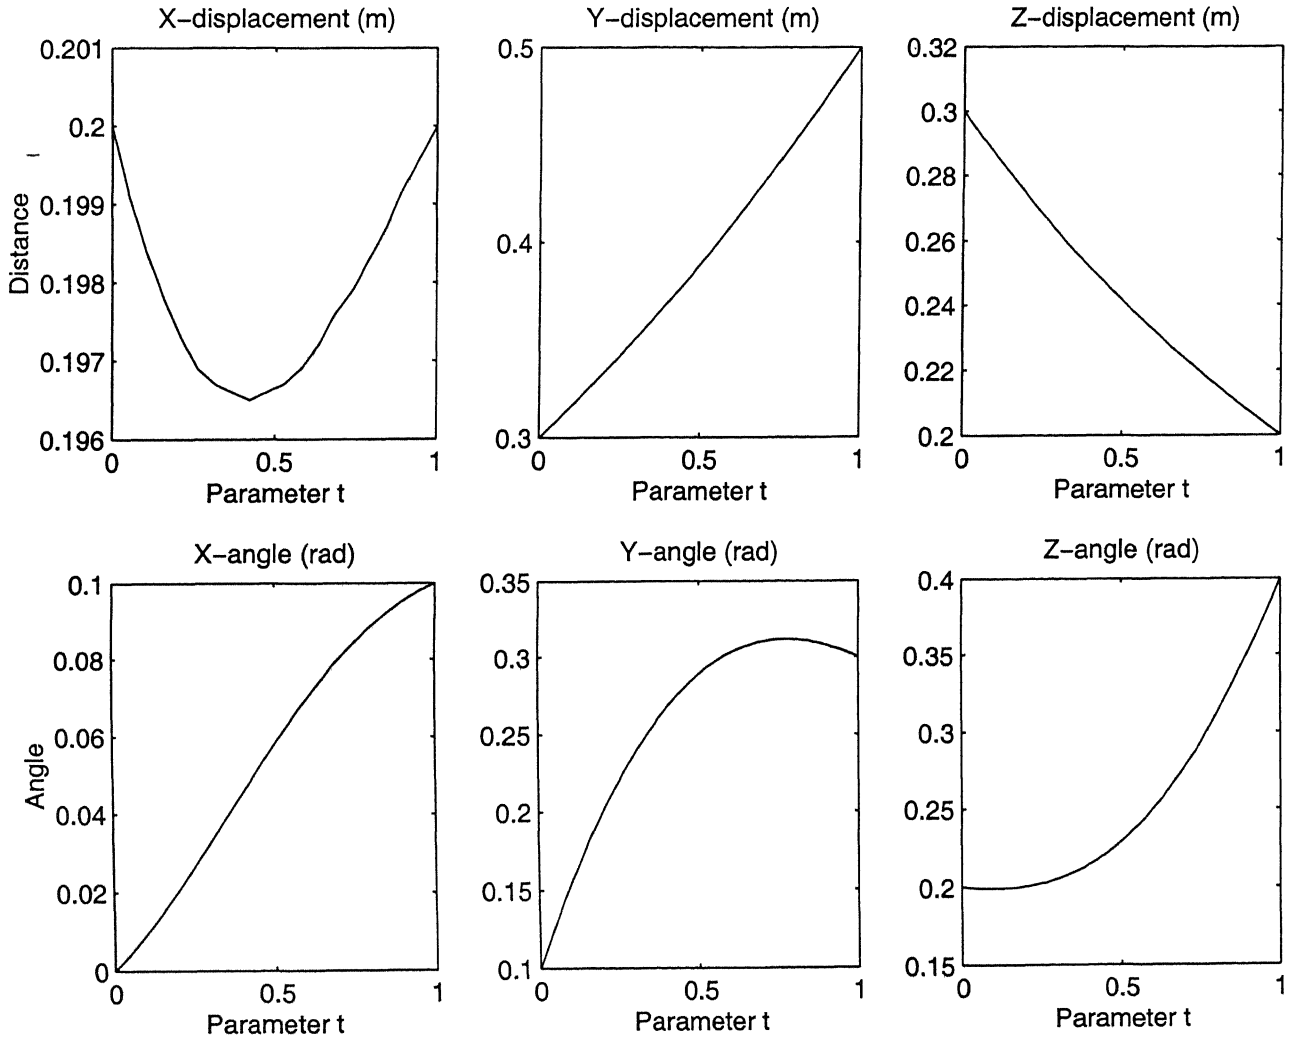 X−displacement (m)
Y−displacement (m)
Z−displacement (m)
Distance
0.201
0.2
0.199
0.198
0.197
0.196
0 0.5 1
Parameter t
0.5
0.4
0.3
0 0.5 1
Parameter t
0.32
0.3
0.28
0.26
0.24
0.22
0.2
0 0.5 1
Parameter t
X−angle (rad)
Y−angle (rad)
Z−angle (rad)
Angle
0.1
0.08
0.06
0.04
0.02
0
0 0.5 1
Parameter t
0.35
0.3
0.25
0.2
0.15
0.1
0 0.5 1
Parameter t
0.4
0.35
0.3
0.25
0.2
0.15
0 0.5 1
Parameter t